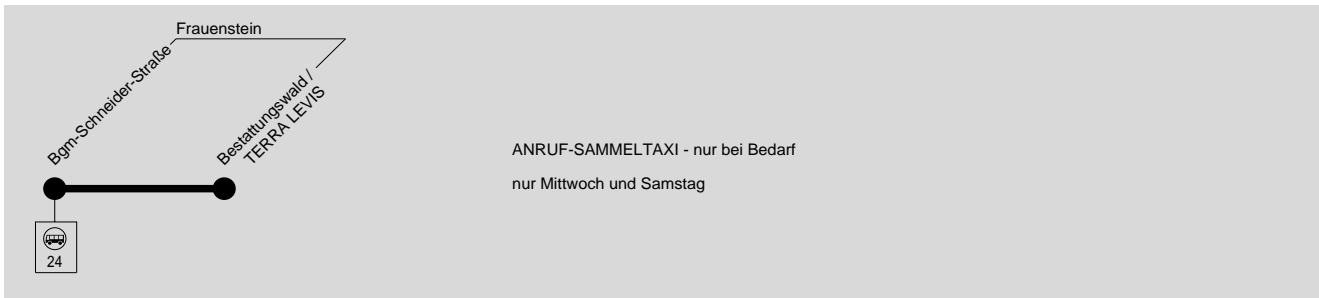 Frauenstein
Bgm-Schneider-Straße
Bestattungswald /
TERRA LEVIS
ANRUF-SAMMELTAXI - nur bei Bedarf
nur Mittwoch und Samstag
24